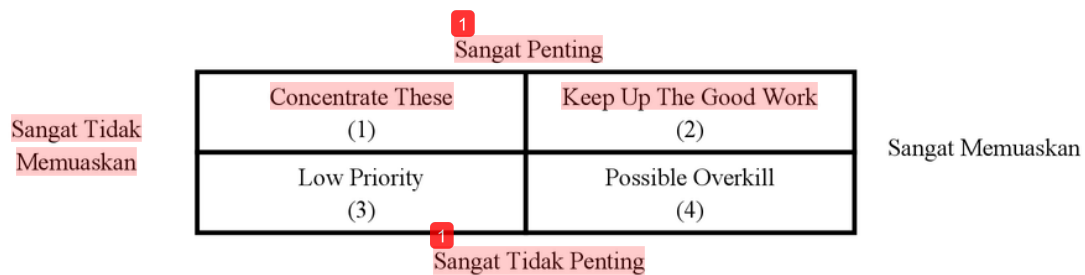 1
Sangat Penting
Concentrate These
(1)
Keep Up The Good Work
(2)
Sangat Tidak
Memuaskan
Sangat Memuaskan
Low Priority
(3)
Possible Overkill
(4)
1
Sangat Tidak Penting